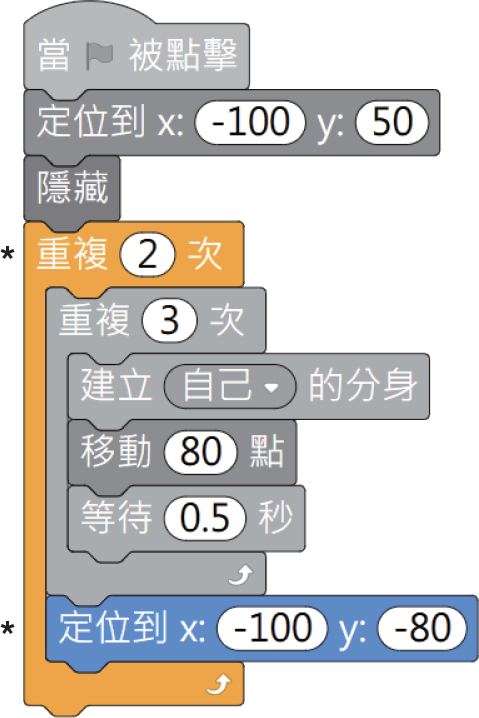 當 被點擊
定位到 x: -100 y: 50
隱藏
* 重複 2 次
重複 3 次
建立 自己 的分身
移動 80 點
等待 0.5 秒
* 定位到 x: -100 y: -80